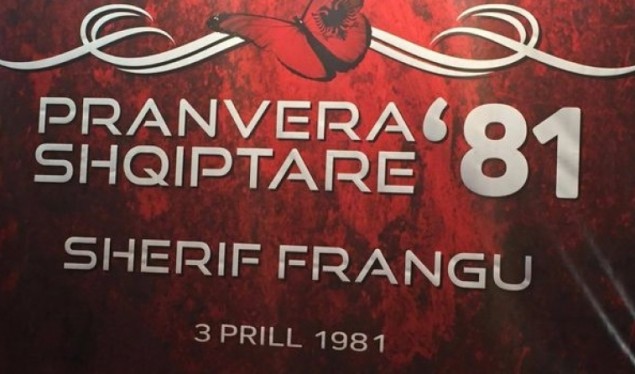 PRANVERA ‘81
SHQIPTARE
SHERIF FRANGU
3 PRILL 1981